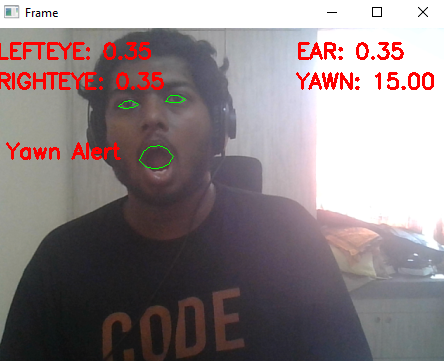 Frame
LEFTEYE: 0.35
EAR: 0.35
RIGHTEYE: 0.35
YAWN: 15.00
Yawn Alert
CODE